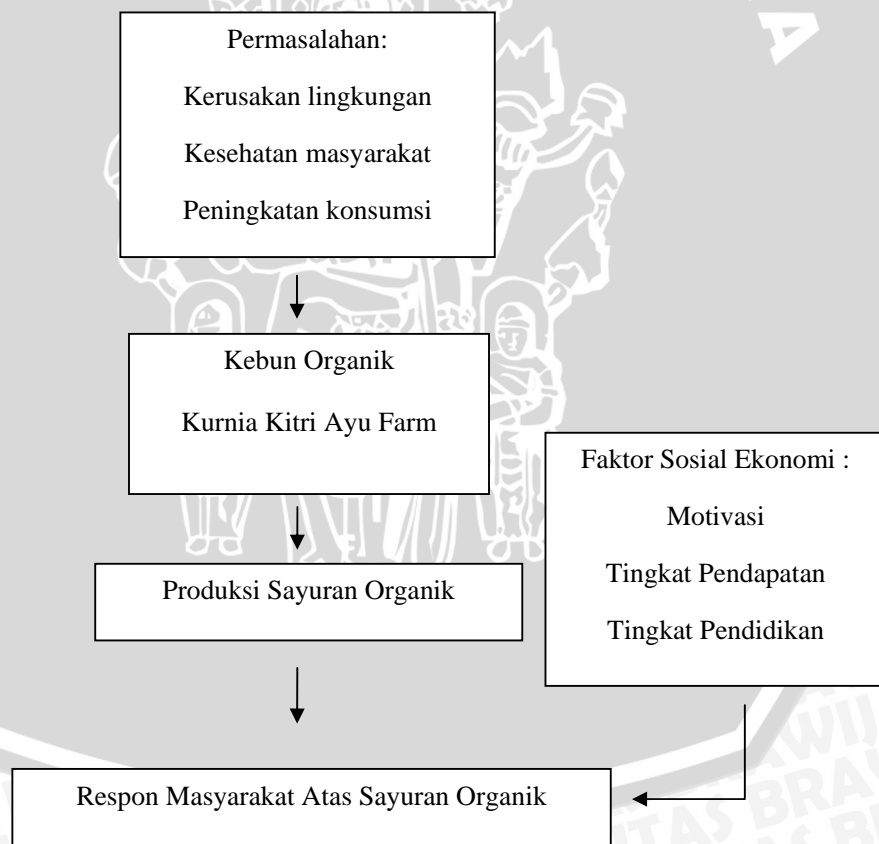 Permasalahan:
Kerusakan lingkungan
Kesehatan masyarakat
Peningkatan konsumsi
Kebun Organik
Kurnia Kitri Ayu Farm
Faktor Sosial Ekonomi :
Motivasi
Tingkat Pendapatan
Tingkat Pendidikan
Produksi Sayuran Organik
Respon Masyarakat Atas Sayuran Organik